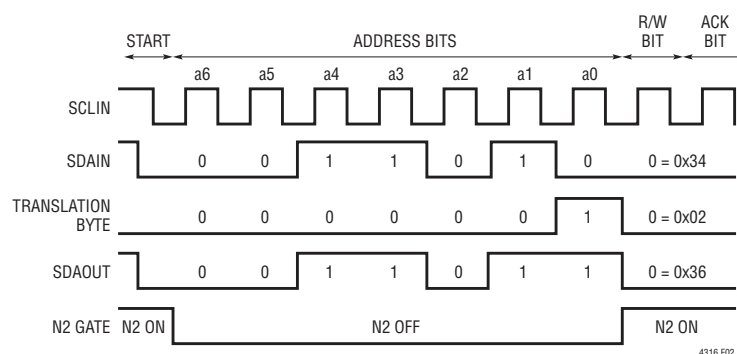 R/W ACK
START ADDRESS BITS BIT BIT
a6 a5 a4 a3 a2 a1 a0
SCLIN
SDAIN 0 0 1 1 0 1 0 0 = 0x34
TRANSLATION
BYTE 0 0 0 0 0 0 1 0 = 0x02
SDAOUT 0 0 1 1 0 1 1 0 = 0x36
N2 GATE N2 ON N2 OFF N2 ON
4316 F02